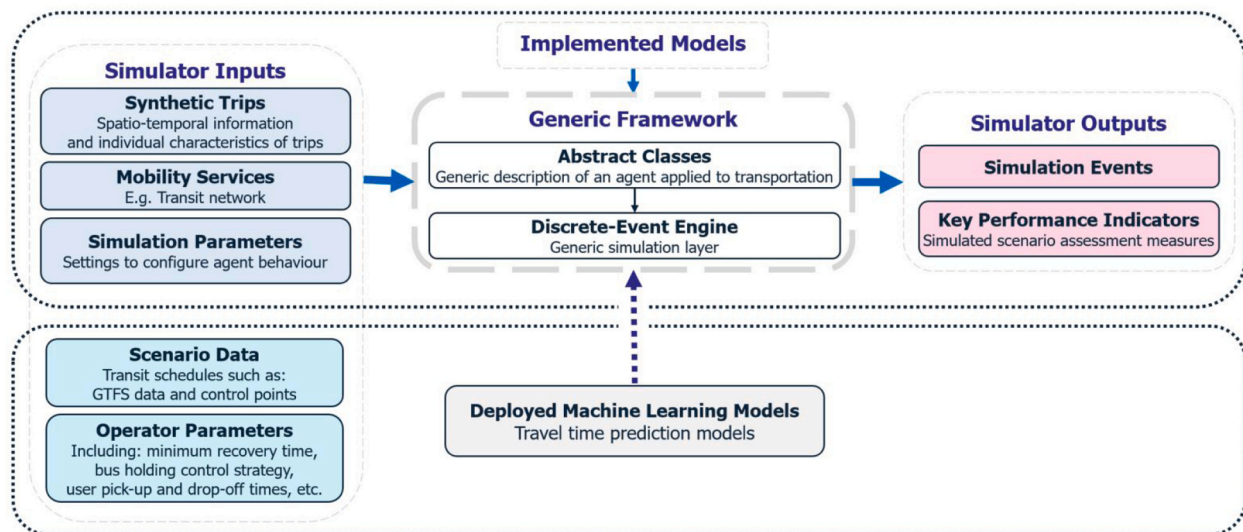 Implemented Models
Simulator Inputs
Synthetic Trips
Spatio-temporal information
and individual characteristics of trips
Mobility Services
E.g. Transit network
Simulation Parameters
Settings to configure agent behaviour
Generic Framework
Abstract Classes
Generic description of an agent applied to transportation
Discrete-Event Engine
Generic simulation layer
Simulator Outputs
Simulation Events
Key Performance Indicators
Simulated scenario assessment measures
Scenario Data
Transit schedules such as:
GTFS data and control points
Operator Parameters
Including: minimum recovery time,
bus holding control strategy,
user pick-up and drop-off times, etc.
Deployed Machine Learning Models
Travel time prediction models